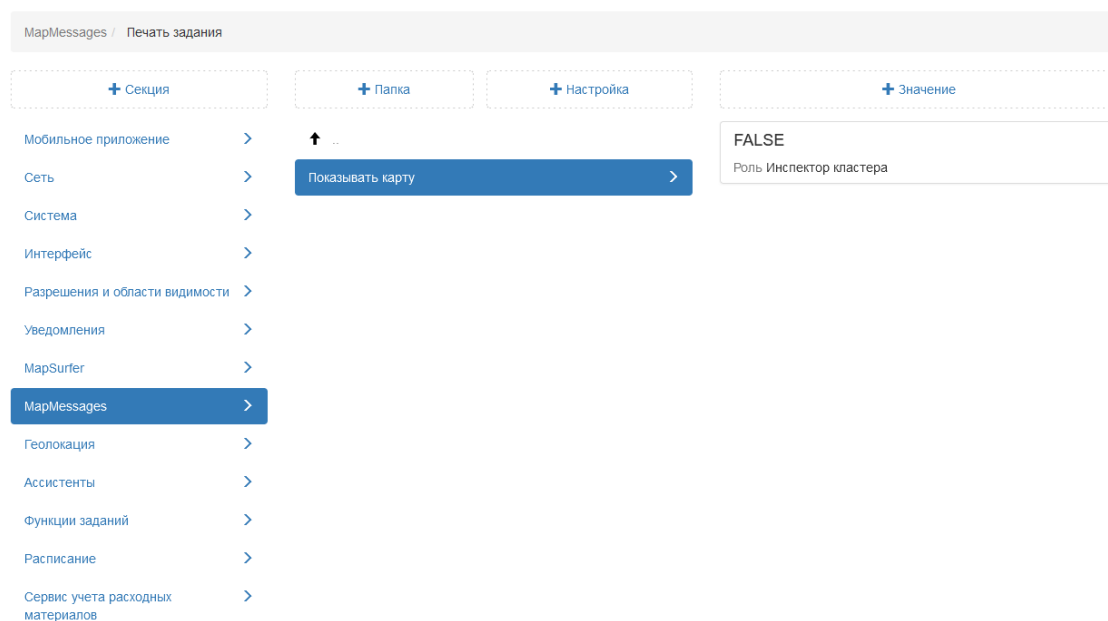 MapMessages / Печать задания
+ Секция
+ Папка
+ Настройка
+ Значение
Мобильное приложение
Сеть
Система
Интерфейс
Разрешения и области видимости
Уведомления
MapSurfer
MapMessages
Геолокация
Ассистенты
Функции заданий
Расписание
Сервис учета расходных
материалов
..
Показывать карту
FALSE
Роль Инспектор кластера